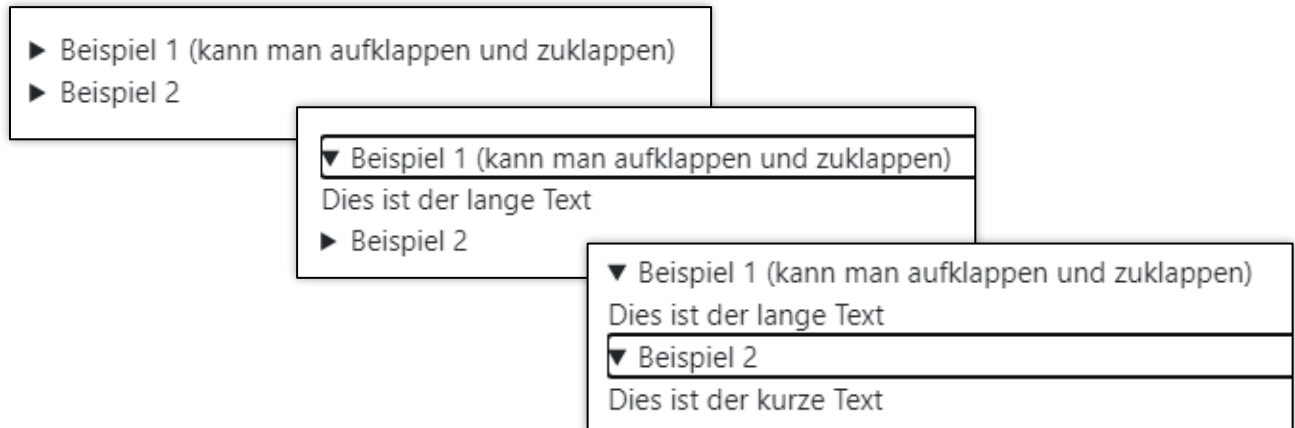 ► Beispiel 1 (kann man aufklappen und zuklappen)
► Beispiel 2
▼ Beispiel 1 (kann man aufklappen und zuklappen)
Dies ist der lange Text
► Beispiel 2
▼ Beispiel 1 (kann man aufklappen und zuklappen)
Dies ist der lange Text
▼ Beispiel 2
Dies ist der kurze Text